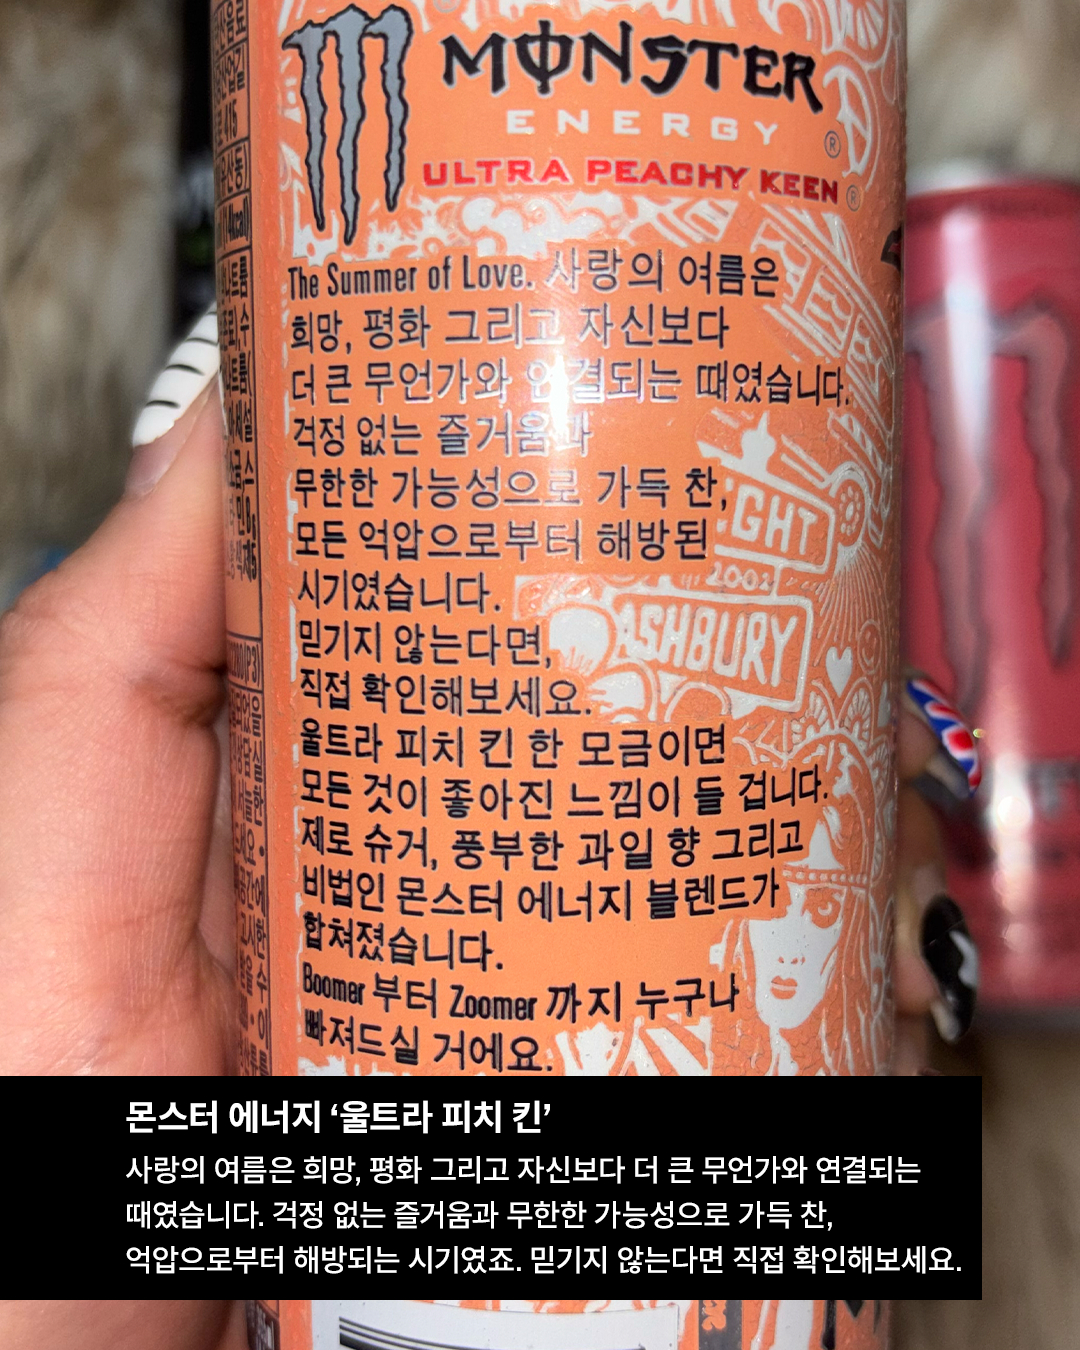 MONSTER
ENERGY
®
ULTRA PEACHY KEEN
®
The Summer of Love. 사랑의 여름은
희망, 평화 그리고 자신보다
더 큰 무언가와 연결되는 때였습니다.
걱정 없는 즐거움과
무한한 가능성으로 가득 찬,
모든 억압으로부터 해방된
시기였습니다.
믿기지 않는다면,
직접 확인해보세요.
울트라 피치 킨 한 모금이면
모든 것이 좋아진 느낌이 들 겁니다.
제로 슈거, 풍부한 과일 향 그리고
비법인 몬스터 에너지 블렌드가
합쳐졌습니다.
Boomer 부터 Zoomer 까지 누구나
빠져드실 거에요.
GHT
2002
ASHBURY
415
몬스터 에너지 ‘울트라 피치 킨’
사랑의 여름은 희망, 평화 그리고 자신보다 더 큰 무언가와 연결되는
때였습니다. 걱정 없는 즐거움과 무한한 가능성으로 가득 찬,
억압으로부터 해방되는 시기였죠. 믿기지 않는다면 직접 확인해보세요.